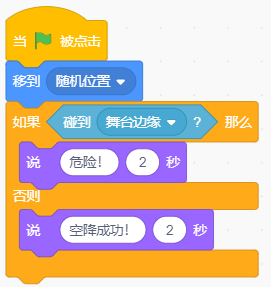 当 被点击
移到 随机位置
如果 碰到 舞台边缘 ? 那么
说 危险! 2 秒
否则
说 空降成功! 2 秒